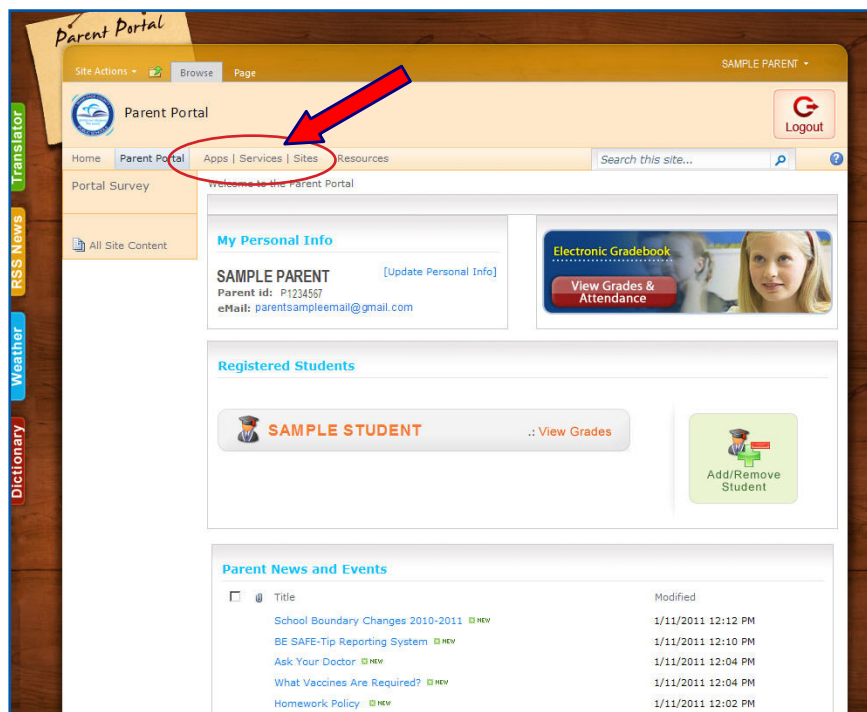 Parent Portal
SAMPLE PARENT
Site Actions
Browse
Page
Parent Portal
Logout
Home
Parent Portal
Apps | Services | Sites
Resources
Search this site...
Portal Survey
Welcome to the Parent Portal
All Site Content
Translator
RSS News
Weather
Dictionary
My Personal Info
SAMPLE PARENT
[Update Personal Info]
Parent id: P1234567
eMail: parentsampleemail@gmail.com
Electronic Gradebook
View Grades &
Attendance
Registered Students
SAMPLE STUDENT
.: View Grades
Add/Remove
Student
Parent News and Events
Title
Modified
School Boundary Changes 2010-2011 NEW
1/11/2011 12:12 PM
BE SAFE-Tip Reporting System NEW
1/11/2011 12:10 PM
Ask Your Doctor NEW
1/11/2011 12:04 PM
What Vaccines Are Required? NEW
1/11/2011 12:04 PM
Homework Policy NEW
1/11/2011 12:02 PM